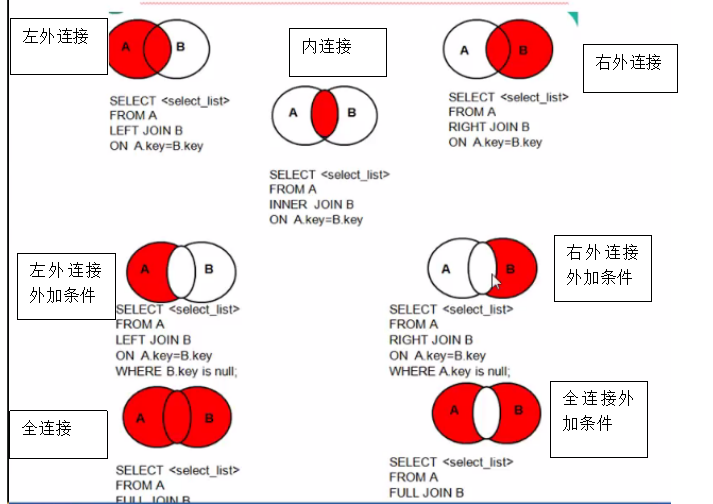 左外连接
A
B
SELECT <select_list>
FROM A
LEFT JOIN B
ON A.key=B.key
内连接
A
B
SELECT <select_list>
FROM A
INNER JOIN B
ON A.key=B.key
右外连接
A
B
SELECT <select_list>
FROM A
RIGHT JOIN B
ON A.key=B.key
左外连接
外加条件
A
B
SELECT <select_list>
FROM A
LEFT JOIN B
ON A.key=B.key
WHERE B.key is null;
右外连接
外加条件
A
B
SELECT <select_list>
FROM A
RIGHT JOIN B
ON A.key=B.key
WHERE A.key is null;
全连接
A
B
SELECT <select_list>
FROM A
FULL JOIN B
全连接外
加条件
A
B
SELECT <select_list>
FROM A
FULL JOIN B